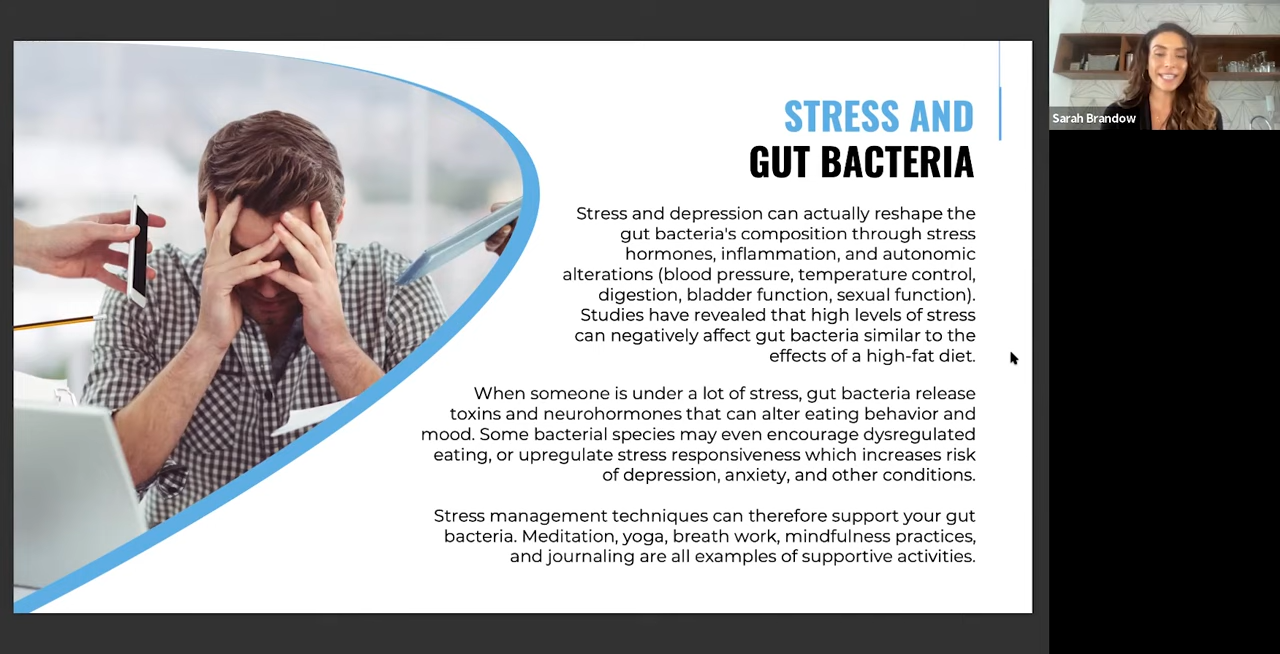 STRESS AND
GUT BACTERIA
Stress and depression can actually reshape the
gut bacteria's composition through stress
hormones, inflammation, and autonomic
alterations (blood pressure, temperature control,
digestion, bladder function, sexual function).
Studies have revealed that high levels of stress
can negatively affect gut bacteria similar to the
effects of a high-fat diet.
When someone is under a lot of stress, gut bacteria release
toxins and neurohormones that can alter eating behavior and
mood. Some bacterial species may even encourage dysregulated
eating, or upregulate stress responsiveness which increases risk
of depression, anxiety, and other conditions.
Stress management techniques can therefore support your gut
bacteria. Meditation, yoga, breath work, mindfulness practices,
and journaling are all examples of supportive activities.
Sarah Brandow